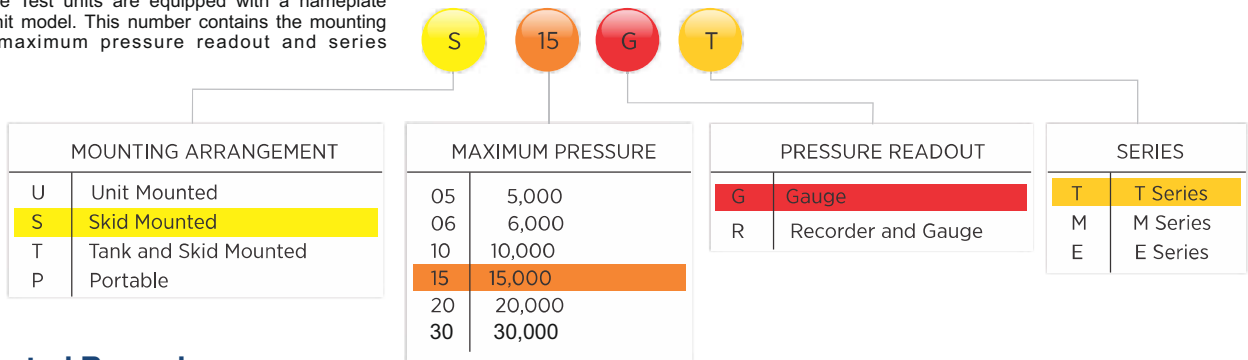 Test units are equipped with a nameplate
model. This number contains the mounting
maximum pressure readout and series
S 15 G T
MOUNTING ARRANGEMENT
U Unit Mounted
S Skid Mounted
T Tank and Skid Mounted
P Portable
MAXIMUM PRESSURE
05 5,000
06 6,000
10 10,000
15 15,000
20 20,000
30 30,000
PRESSURE READOUT
G Gauge
R Recorder and Gauge
SERIES
T T Series
M M Series
E E Series